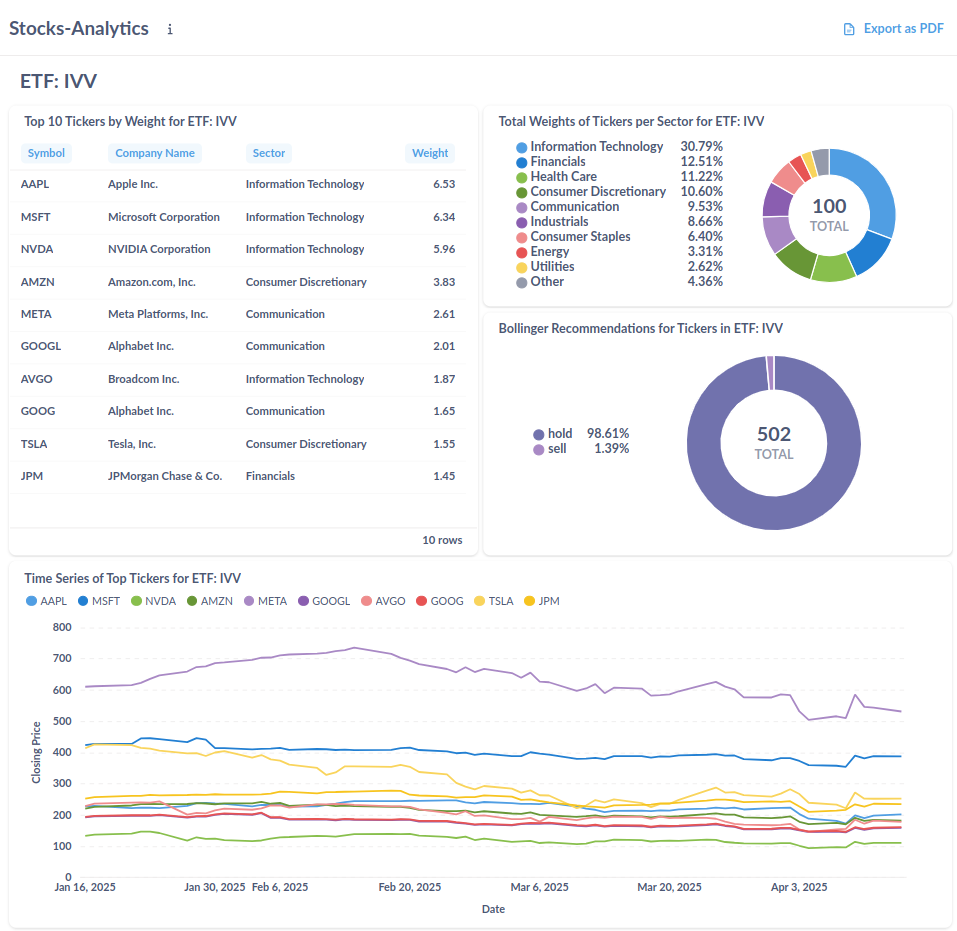 Stocks-Analytics i
Export as PDF
ETF: IVV
Top 10 Tickers by Weight for ETF: IVV
Symbol Company Name Sector Weight
AAPL Apple Inc. Information Technology 6.53
MSFT Microsoft Corporation Information Technology 6.34
NVDA NVIDIA Corporation Information Technology 5.96
AMZN Amazon.com, Inc. Consumer Discretionary 3.83
META Meta Platforms, Inc. Communication 2.61
GOOGL Alphabet Inc. Communication 2.01
AVGO Broadcom Inc. Information Technology 1.87
GOOG Alphabet Inc. Communication 1.65
TSLA Tesla, Inc. Consumer Discretionary 1.55
JPM JPMorgan Chase & Co. Financials 1.45
10 rows
Total Weights of Tickers per Sector for ETF: IVV
Information Technology 30.79%
Financials 12.51%
Health Care 11.22%
Consumer Discretionary 10.60%
Communication 9.53%
Industrials 8.66%
Consumer Staples 6.40%
Energy 3.31%
Utilities 2.62%
Other 4.36%
100
TOTAL
Bollinger Recommendations for Tickers in ETF: IVV
hold 98.61%
sell 1.39%
502
TOTAL
Time Series of Top Tickers for ETF: IVV
AAPL MSFT NVDA AMZN META GOOGL AVGO GOOG TSLA JPM
Closing Price
800
700
600
500
400
300
200
100
0
Jan 16, 2025 Jan 30, 2025 Feb 6, 2025 Feb 20, 2025 Mar 6, 2025 Mar 20, 2025 Apr 3, 2025
Date